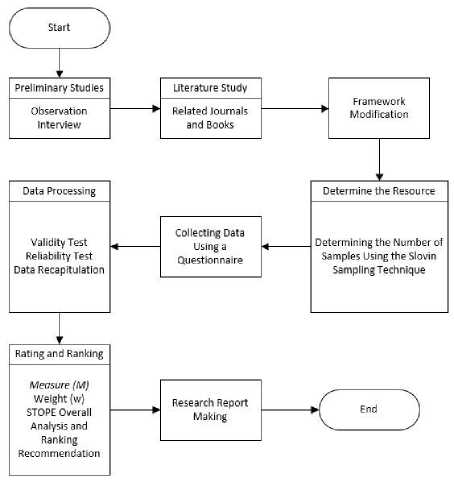 Start
Preliminary Studies
Observation
Interview
Literature Study
Related Journals
and Books
Framework
Modification
Determine the Resource
Determining the Number of
Samples Using the Slovin
Sampling Technique
Collecting Data
Using a
Questionnaire
Data Processing
Validity Test
Reliability Test
Data Recapitulation
Rating and Ranking
Measure (M)
Weight (w)
STOPE Overall
Analysis and
Ranking
Recommendation
Research Report
Making
End